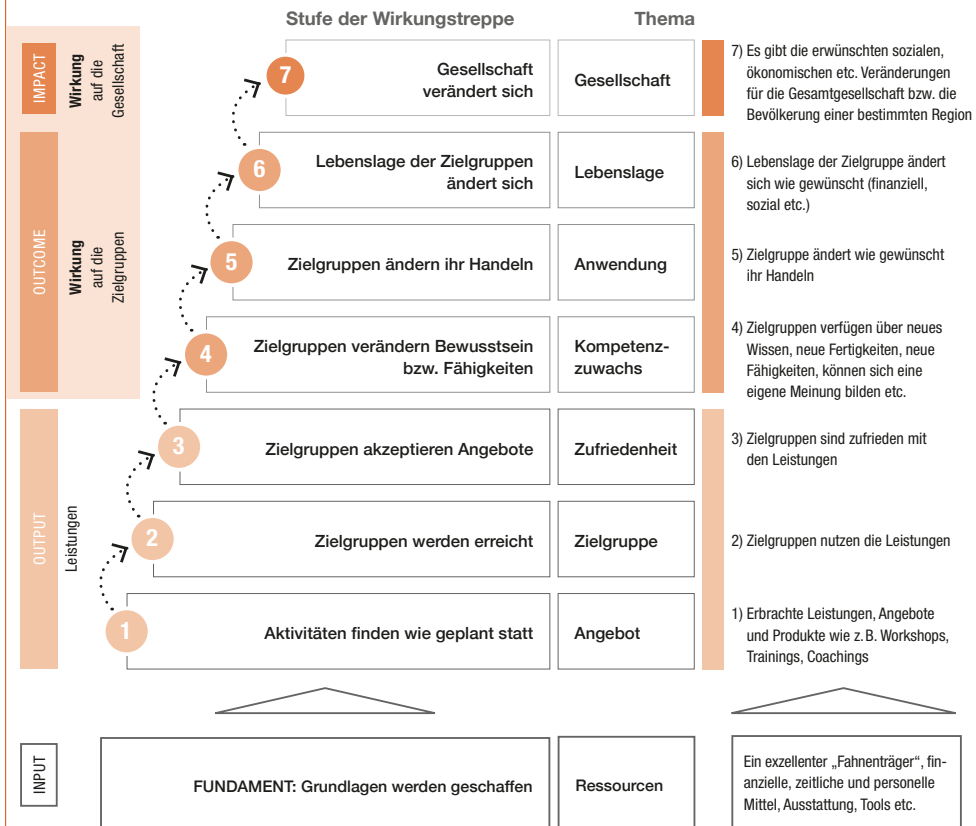 Stufe der Wirkungstreppe
Thema
IMPACT
Wirkung
auf die
Gesellschaft
7
Gesellschaft
verändert sich
Gesellschaft
7) Es gibt die erwünschten sozialen,
ökonomischen etc. Veränderungen
für die Gesamtgesellschaft bzw. die
Bevölkerung einer bestimmten Region
OUTCOME
Wirkung
auf die
Zielgruppen
6
Lebenslage der Zielgruppen
ändert sich
Lebenslage
6) Lebenslage der Zielgruppe ändert
sich wie gewünscht (finanziell,
sozial etc.)
5
Zielgruppen ändern ihr Handeln
Anwendung
5) Zielgruppe ändert wie gewünscht
ihr Handeln
4
Zielgruppen verändern Bewusstsein
bzw. Fähigkeiten
Kompetenz-
zuwachs
4) Zielgruppen verfügen über neues
Wissen, neue Fertigkeiten, neue
Fähigkeiten, können sich eine
eigene Meinung bilden etc.
OUTPUT
Leistungen
3
Zielgruppen akzeptieren Angebote
Zufriedenheit
3) Zielgruppen sind zufrieden mit
den Leistungen
2
Zielgruppen werden erreicht
Zielgruppe
2) Zielgruppen nutzen die Leistungen
1
Aktivitäten finden wie geplant statt
Angebot
1) Erbrachte Leistungen, Angebote
und Produkte wie z. B. Workshops,
Trainings, Coachings
INPUT
FUNDAMENT: Grundlagen werden geschaffen
Ressourcen
Ein exzellenter „Fahnenträger“, fin-
anzielle, zeitliche und personelle
Mittel, Ausstattung, Tools etc.